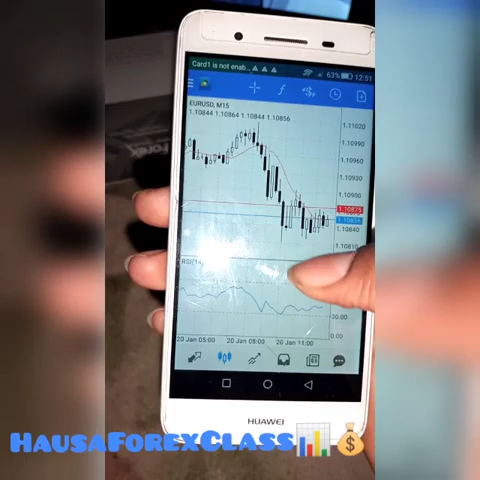 Card1 is not enab... 63% 12:51
EURUSD, M15
1.10844 1.10864 1.10844 1.10856
1.11020
1.10990
1.10960
1.10930
1.10900
1.10875
1.10856
1.10840
1.10810
RSI(14)
30.00
0.00
20 Jan 05:00 20 Jan 08:00 20 Jan 11:00
HUAWEI
HausaForexClass